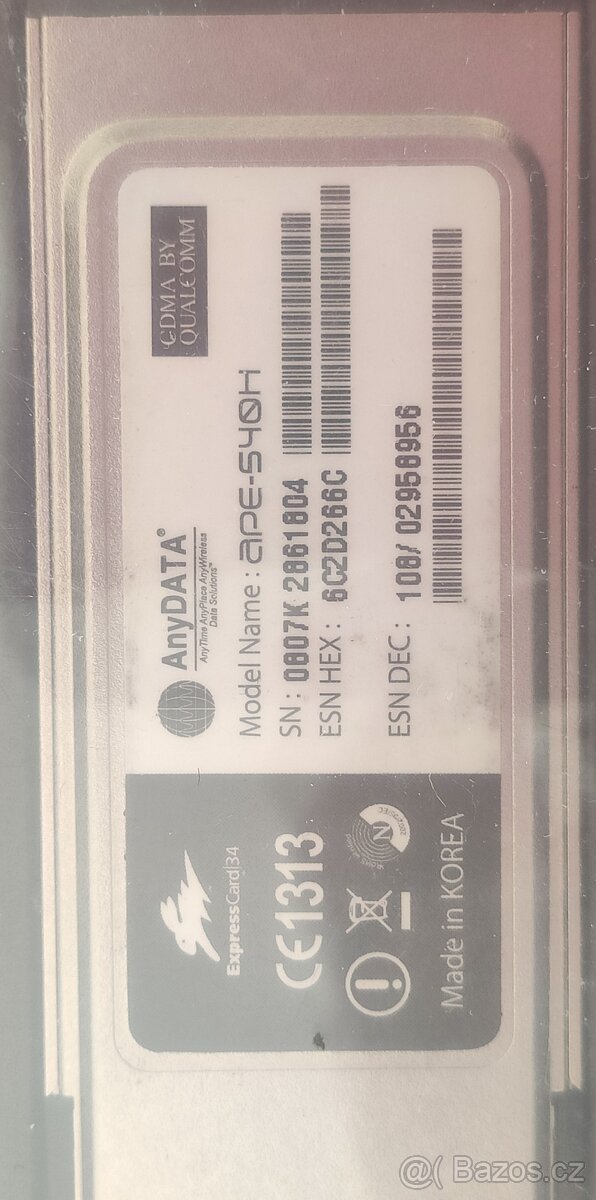 AnyDATA®
AnyTime AnyPlace AnyWireless
Data Solutions™
CDMA BY
QUALCOMM
Model Name : APE-540H
SN : 0807K 2861804
ESN HEX : 6C2D266C
ESN DEC : 108/ 02958956
ExpressCard|34
CE1313
N
Made in KOREA
@( Bazos.cz